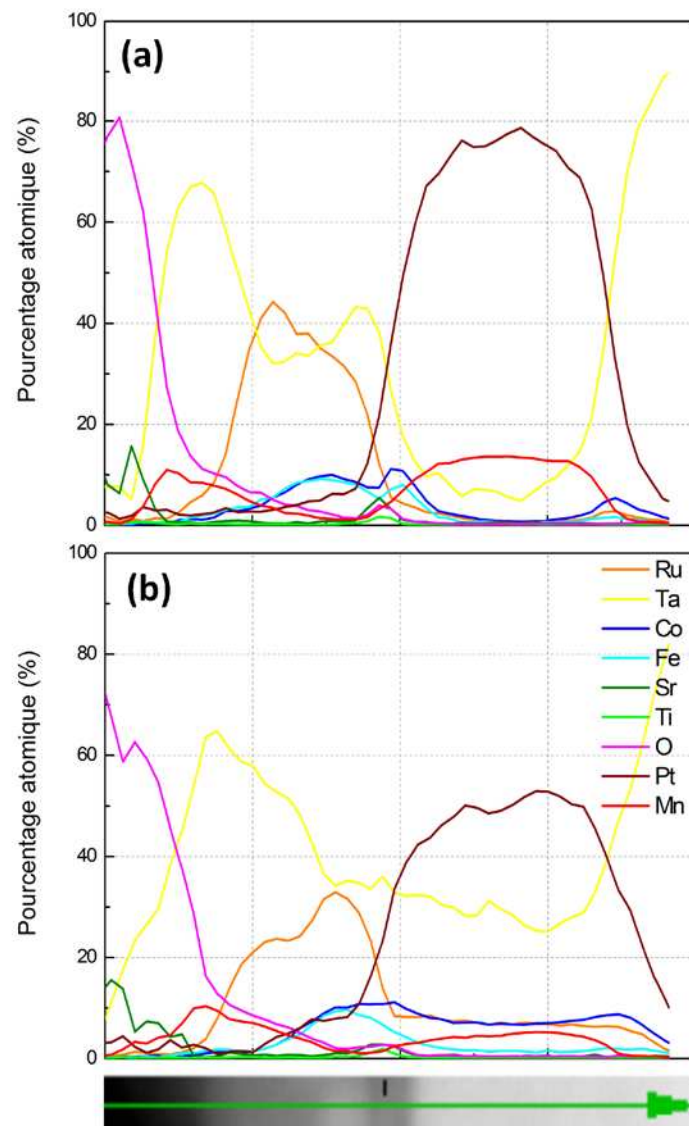 100
(a)
80
60
40
20
0
Pourcentage atomique (%)
100
(b)
80
60
40
20
0
Pourcentage atomique (%)
Ru
Ta
Co
Fe
Sr
Ti
O
Pt
Mn